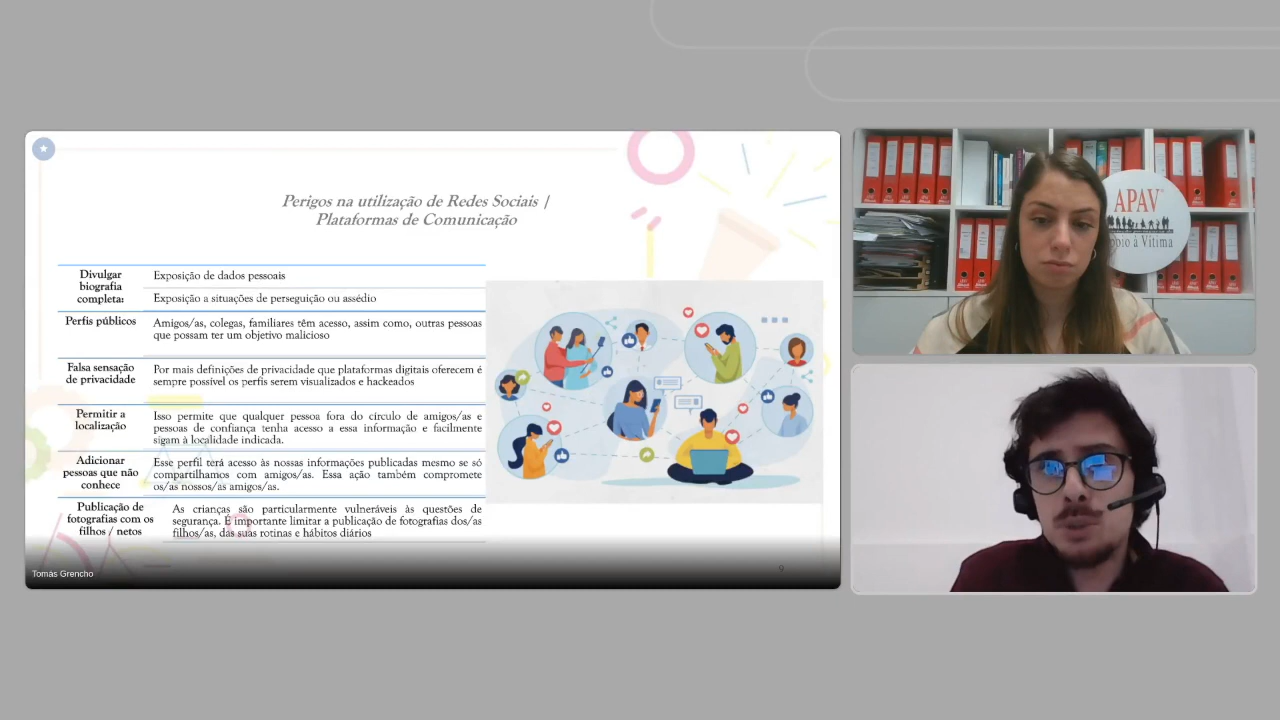 Perigos na utilização de Redes Sociais |
Plataformas de Comunicação
Divulgar
biografia
completa:
Exposição de dados pessoais
Exposição a situações de perseguição ou assédio
Perfis públicos
Amigos/as, colegas, familiares têm acesso, assim como, outras pessoas
que possam ter um objetivo malicioso
Falsa sensação
de privacidade
Por mais definições de privacidade que plataformas digitais oferecem é
sempre possível os perfis serem visualizados e hackeados
Permitir a
localização
Isso permite que qualquer pessoa fora do círculo de amigos/as e
pessoas de confiança tenha acesso a essa informação e facilmente
sigam à localidade indicada.
Adicionar
pessoas que não
conhece
Esse perfil terá acesso às nossas informações publicadas mesmo se só
compartilhamos com amigos/as. Essa ação também compromete
os/as nossos/as amigos/as.
Publicação de
fotografias com os
filhos / netos
As crianças são particularmente vulneráveis às questões de
segurança. É importante limitar a publicação de fotografias dos/as
filhos/as, das suas rotinas e hábitos diários
9
Tomás Grencho
APAV
poio à Vítima